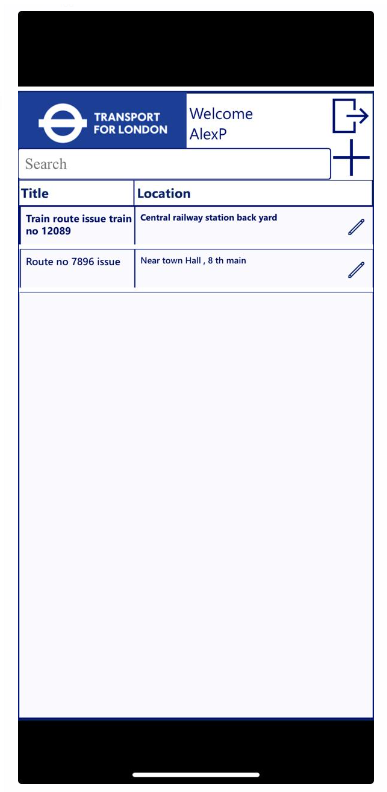 TRANSPORT
FOR LONDON
Welcome
AlexP
Search
Title Location
Train route issue train
no 12089
Central railway station back yard
Route no 7896 issue
Near town Hall , 8 th main